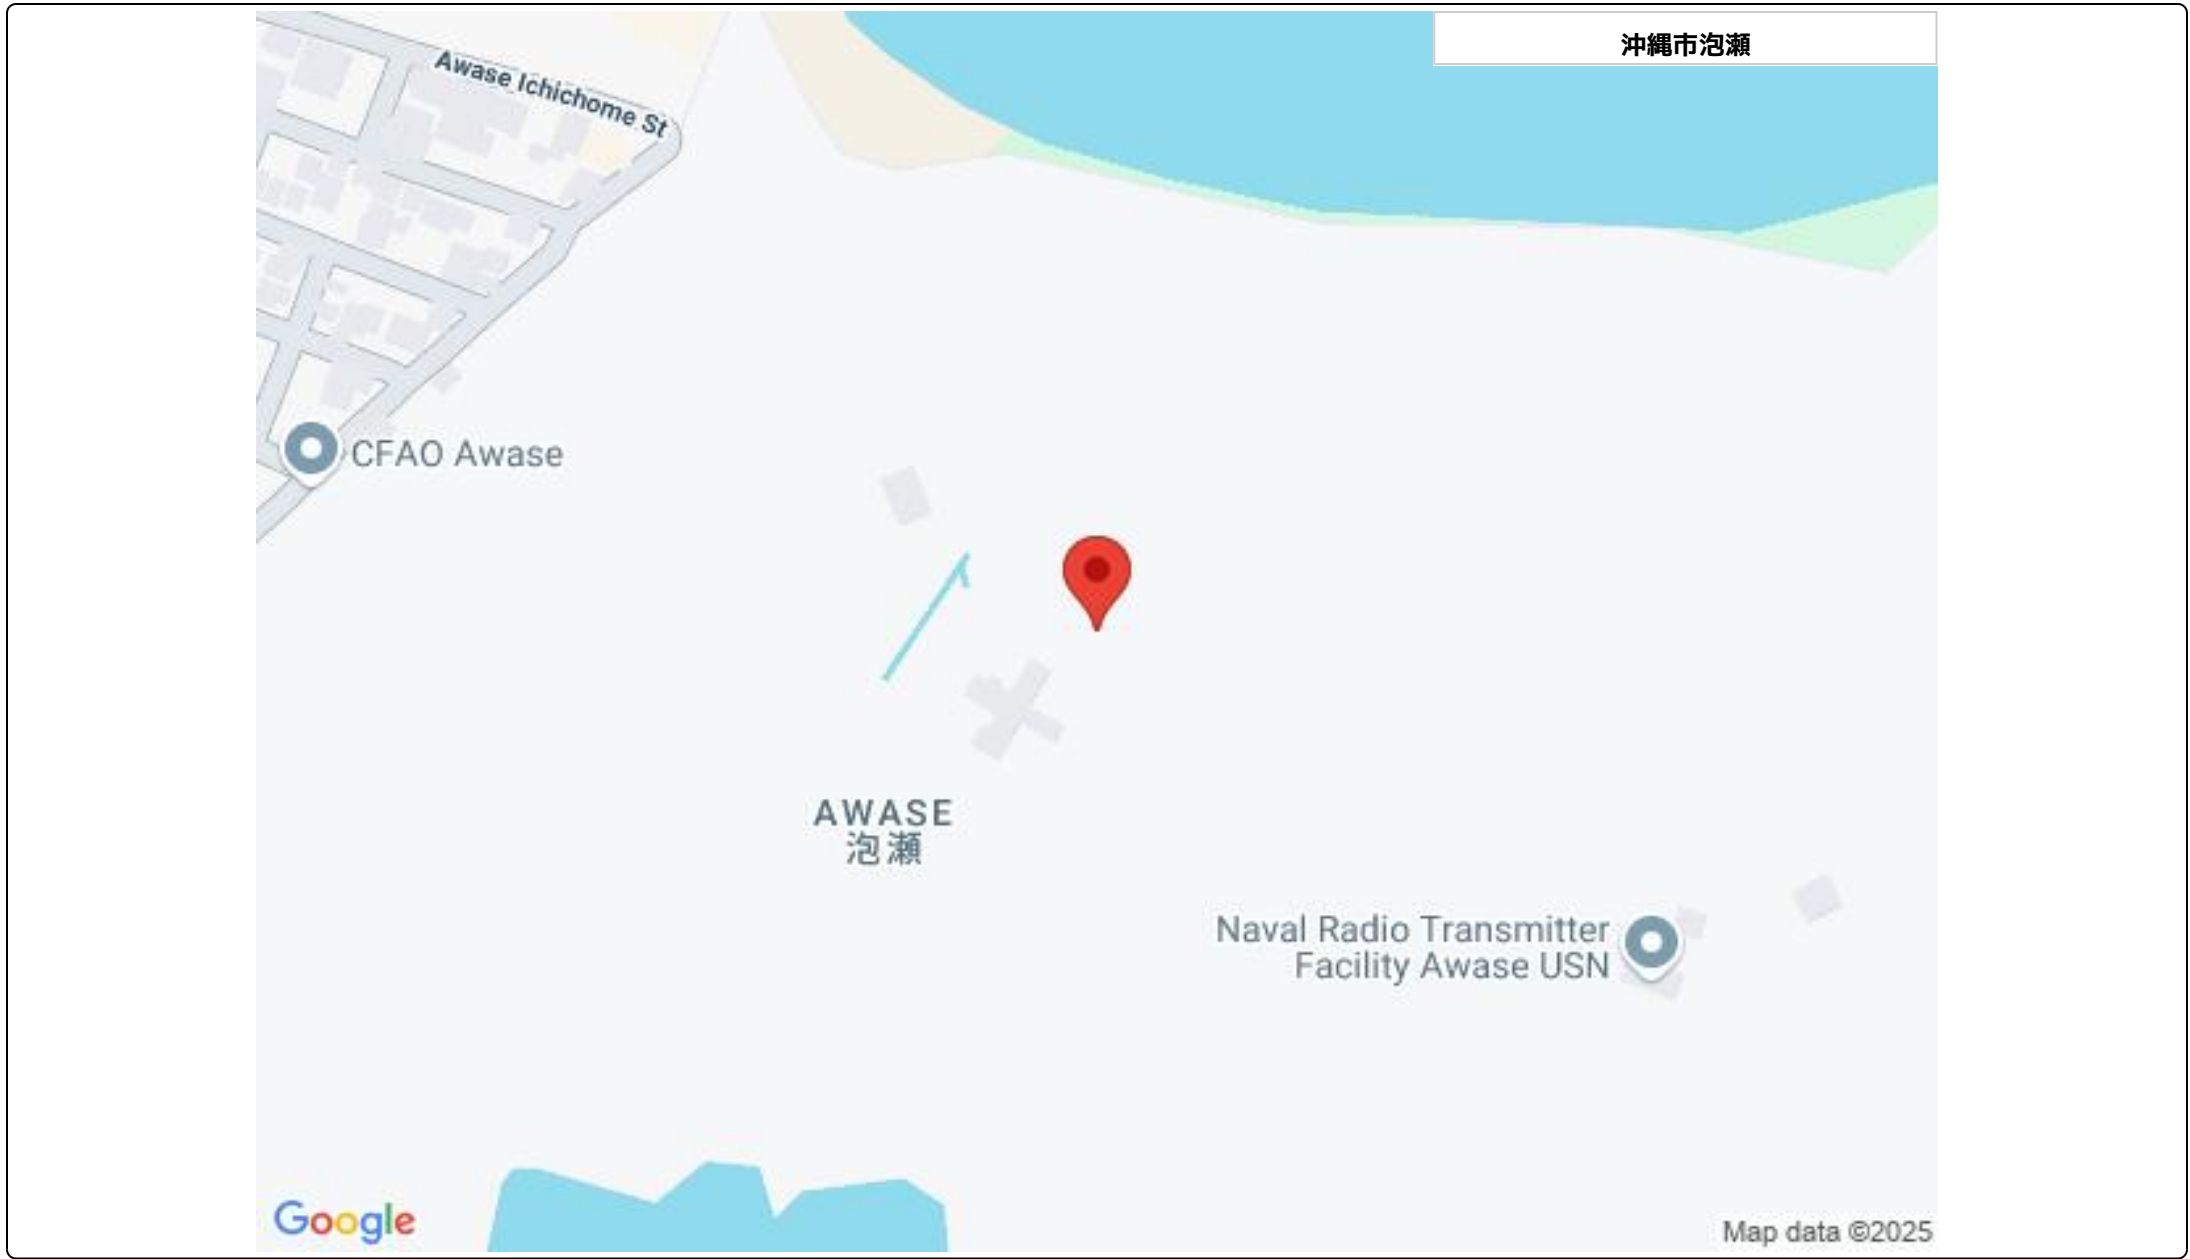 沖縄市泡瀬
Awase Ichichome St
CFAO Awase
AWASE
泡瀬
Naval Radio Transmitter
Facility Awase USN
Google
Map data ©2025